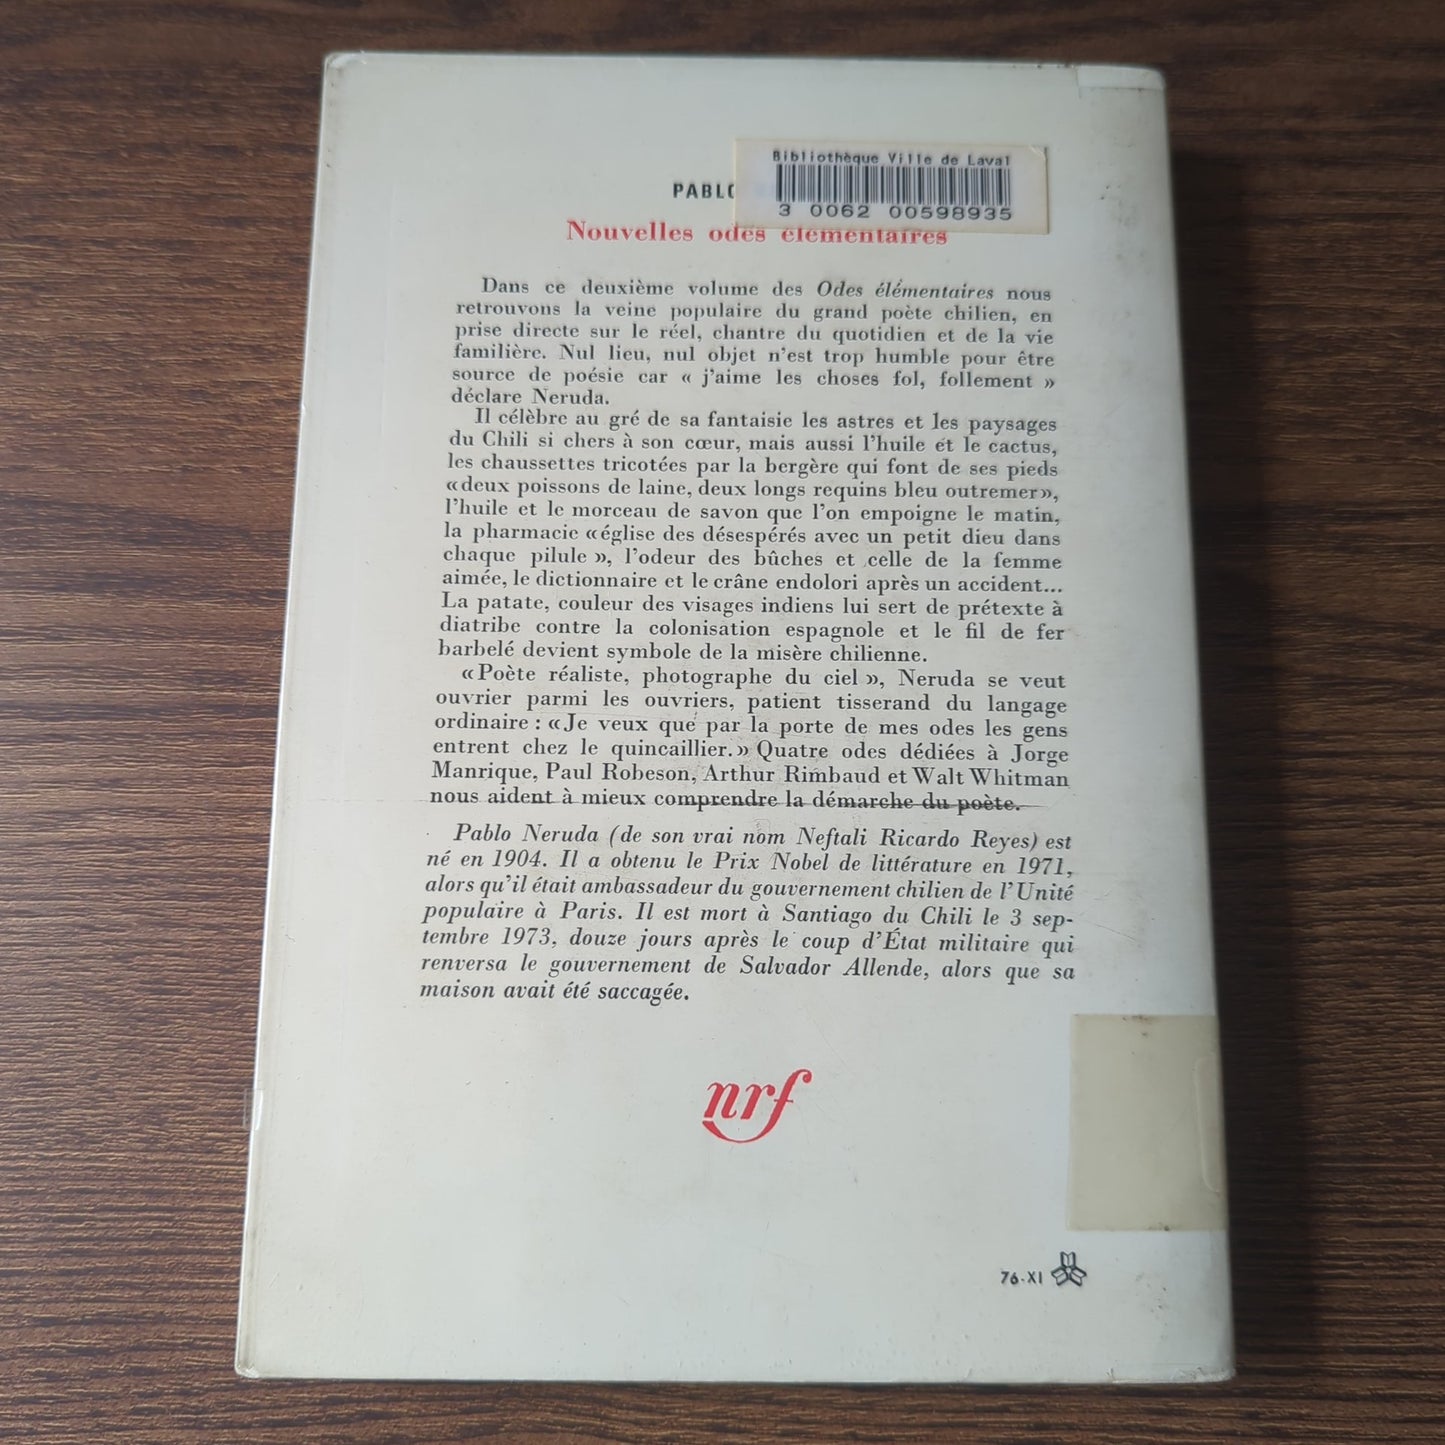 Bibliothèque Ville de Laval
3 0062 00598935
PABLO
Nouvelles odes élémentaires
Dans ce deuxième volume des Odes élémentaires nous
retrouvons la veine populaire du grand poète chilien, en
prise directe sur le réel, chantre du quotidien et de la vie
familière. Nul lieu, nul objet n'est trop humble pour être
source de poésie car « j'aime les choses fol, follement »
déclare Neruda.
Il célèbre au gré de sa fantaisie les astres et les paysages
du Chili si chers à son cœur, mais aussi l'huile et le cactus,
les chaussettes tricotées par la bergère qui font de ses pieds
«deux poissons de laine, deux longs requins bleu outremer»,
l'huile et le morceau de savon que l'on empoigne le matin,
la pharmacie «église des désespérés avec un petit dieu dans
chaque pilule », l'odeur des bûches et celle de la femme
aimée, le dictionnaire et le crâne endolori après un accident...
La patate, couleur des visages indiens lui sert de prétexte à
diatribe contre la colonisation espagnole et le fil de fer
barbelé devient symbole de la misère chilienne.
«Poète réaliste, photographe du ciel», Neruda se veut
ouvrier parmi les ouvriers, patient tisserand du langage
ordinaire : «Je veux que par la porte de mes odes les gens
entrent chez le quincaillier.» Quatre odes dédiées à Jorge
Manrique, Paul Robeson, Arthur Rimbaud et Walt Whitman
nous aident à mieux comprendre la démarche du poète.
Pablo Neruda (de son vrai nom Neftali Ricardo Reyes) est
né en 1904. Il a obtenu le Prix Nobel de littérature en 1971,
alors qu'il était ambassadeur du gouvernement chilien de l'Unité
populaire à Paris. Il est mort à Santiago du Chili le 3 sep-
tembre 1973, douze jours après le coup d'État militaire qui
renversa le gouvernement de Salvador Allende, alors que sa
maison avait été saccagée.
nrf
76-XI